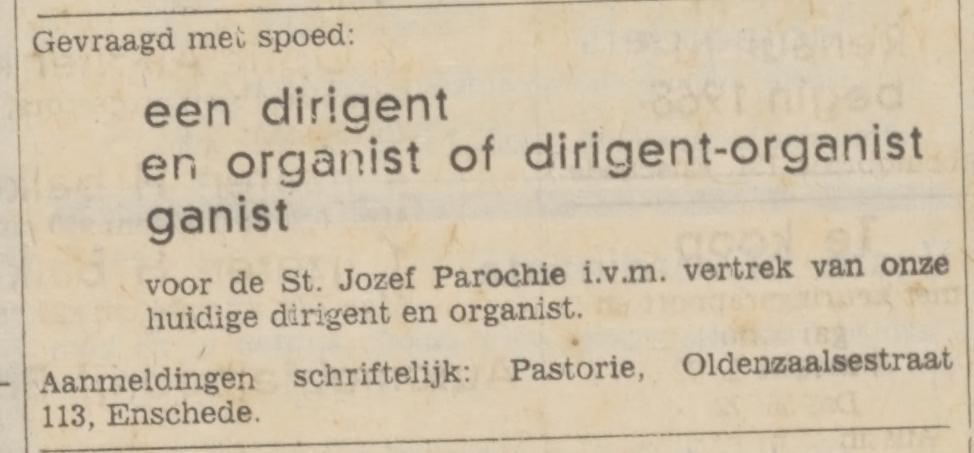 Gevraagd met spoed:
een dirigent
en organist of dirigent-organist
ganist
voor de St. Jozef Parochie i.v.m. vertrek van onze
huidige dirigent en organist.
Aanmeldingen schriftelijk: Pastorie, Oldenzaalsestraat
113, Enschede.